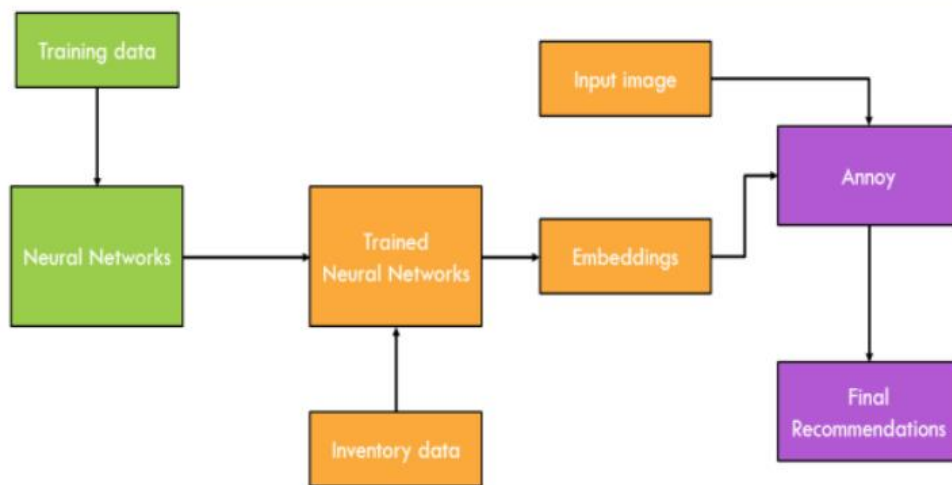 Training data
Input image
Annoy
Neural Networks
Trained
Neural Networks
Embeddings
Inventory data
Final
Recommendations